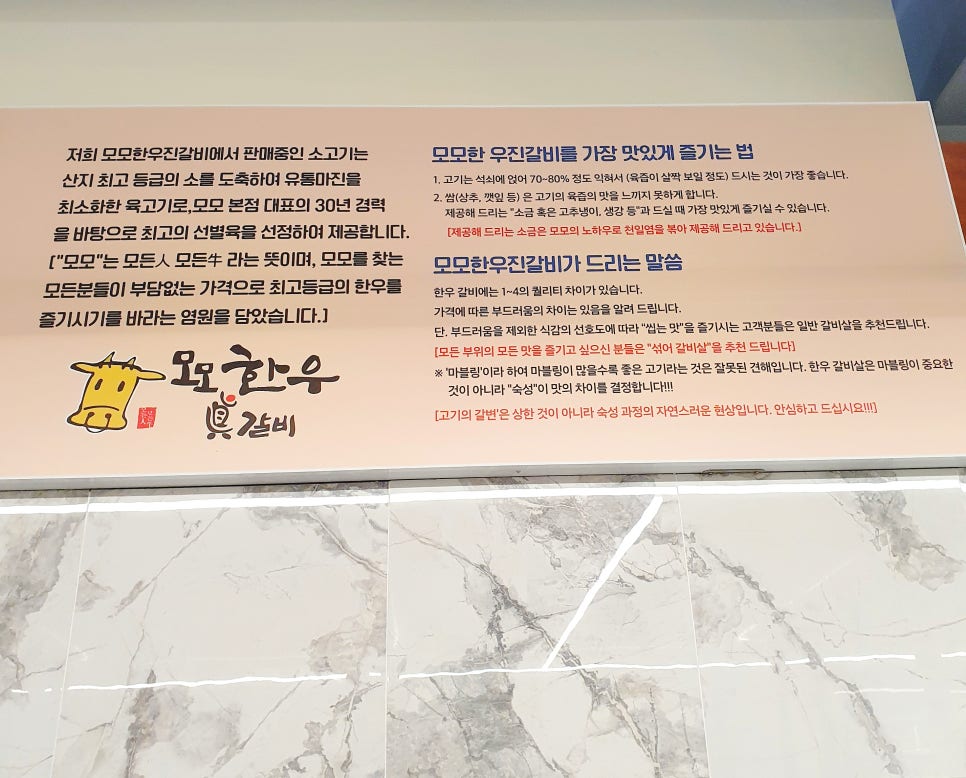 저희 모모한우진갈비에서 판매중인 소고기는
산지 최고 등급의 소를 도축하여 유통마진을
최소화한 육고기로,모모 본점 대표의 30년 경력
을 바탕으로 최고의 선별육을 선정하여 제공합니다.
["모모"는 모든人 모든牛 라는 뜻이며, 모모를 찾는
모든분들이 부담없는 가격으로 최고등급의 한우를
즐기시기를 바라는 염원을 담았습니다.]
모모 한우
眞 갈비
모모한 우진갈비를 가장 맛있게 즐기는 법
1. 고기는 석쇠에 얹어 70~80% 정도 익혀서 (육즙이 살짝 보일 정도) 드시는 것이 가장 좋습니다.
2. 쌈(상추, 깻잎 등) 은 고기의 육즙의 맛을 느끼지 못하게 합니다.
제공해 드리는 "소금 혹은 고추냉이, 생강 등"과 드실 때 가장 맛있게 즐기실 수 있습니다.
[제공해 드리는 소금은 모모의 노하우로 천일염을 볶아 제공해 드리고 있습니다.]
모모한우진갈비가 드리는 말씀
한우 갈비에는 1~4의 퀄리티 차이가 있습니다.
가격에 따른 부드러움의 차이는 있음을 알려 드립니다.
단, 부드러움을 제외한 식감의 선호도에 따라 "씹는 맛"을 즐기시는 고객분들은 일반 갈비살을 추천드립니다.
[모든 부위의 모든 맛을 즐기고 싶으신 분들은 "섞어 갈비살"을 추천 드립니다]
※ '마블링'이라 하여 마블링이 많을수록 좋은 고기라는 것은 잘못된 견해입니다. 한우 갈비살은 마블링이 중요한
것이 아니라 "숙성"이 맛의 차이를 결정합니다!!!
[고기의 갈변'은 상한 것이 아니라 숙성 과정의 자연스러운 현상입니다. 안심하고 드십시요!!!]